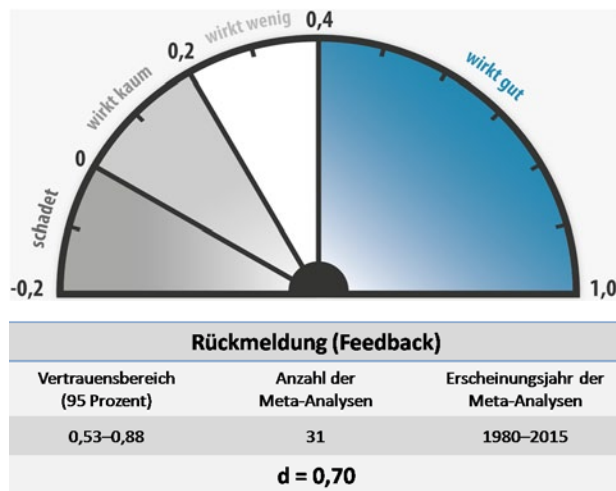 wirkt wenig
0,4
0,2
wirkt kaum
wirkt gut
0
schadet
-0,2
1,0
Rückmeldung (Feedback)
Vertrauensbereich
(95 Prozent)
Anzahl der
Meta-Analysen
Erscheinungsjahr der
Meta-Analysen
0,53–0,88
31
1980–2015
d = 0,70